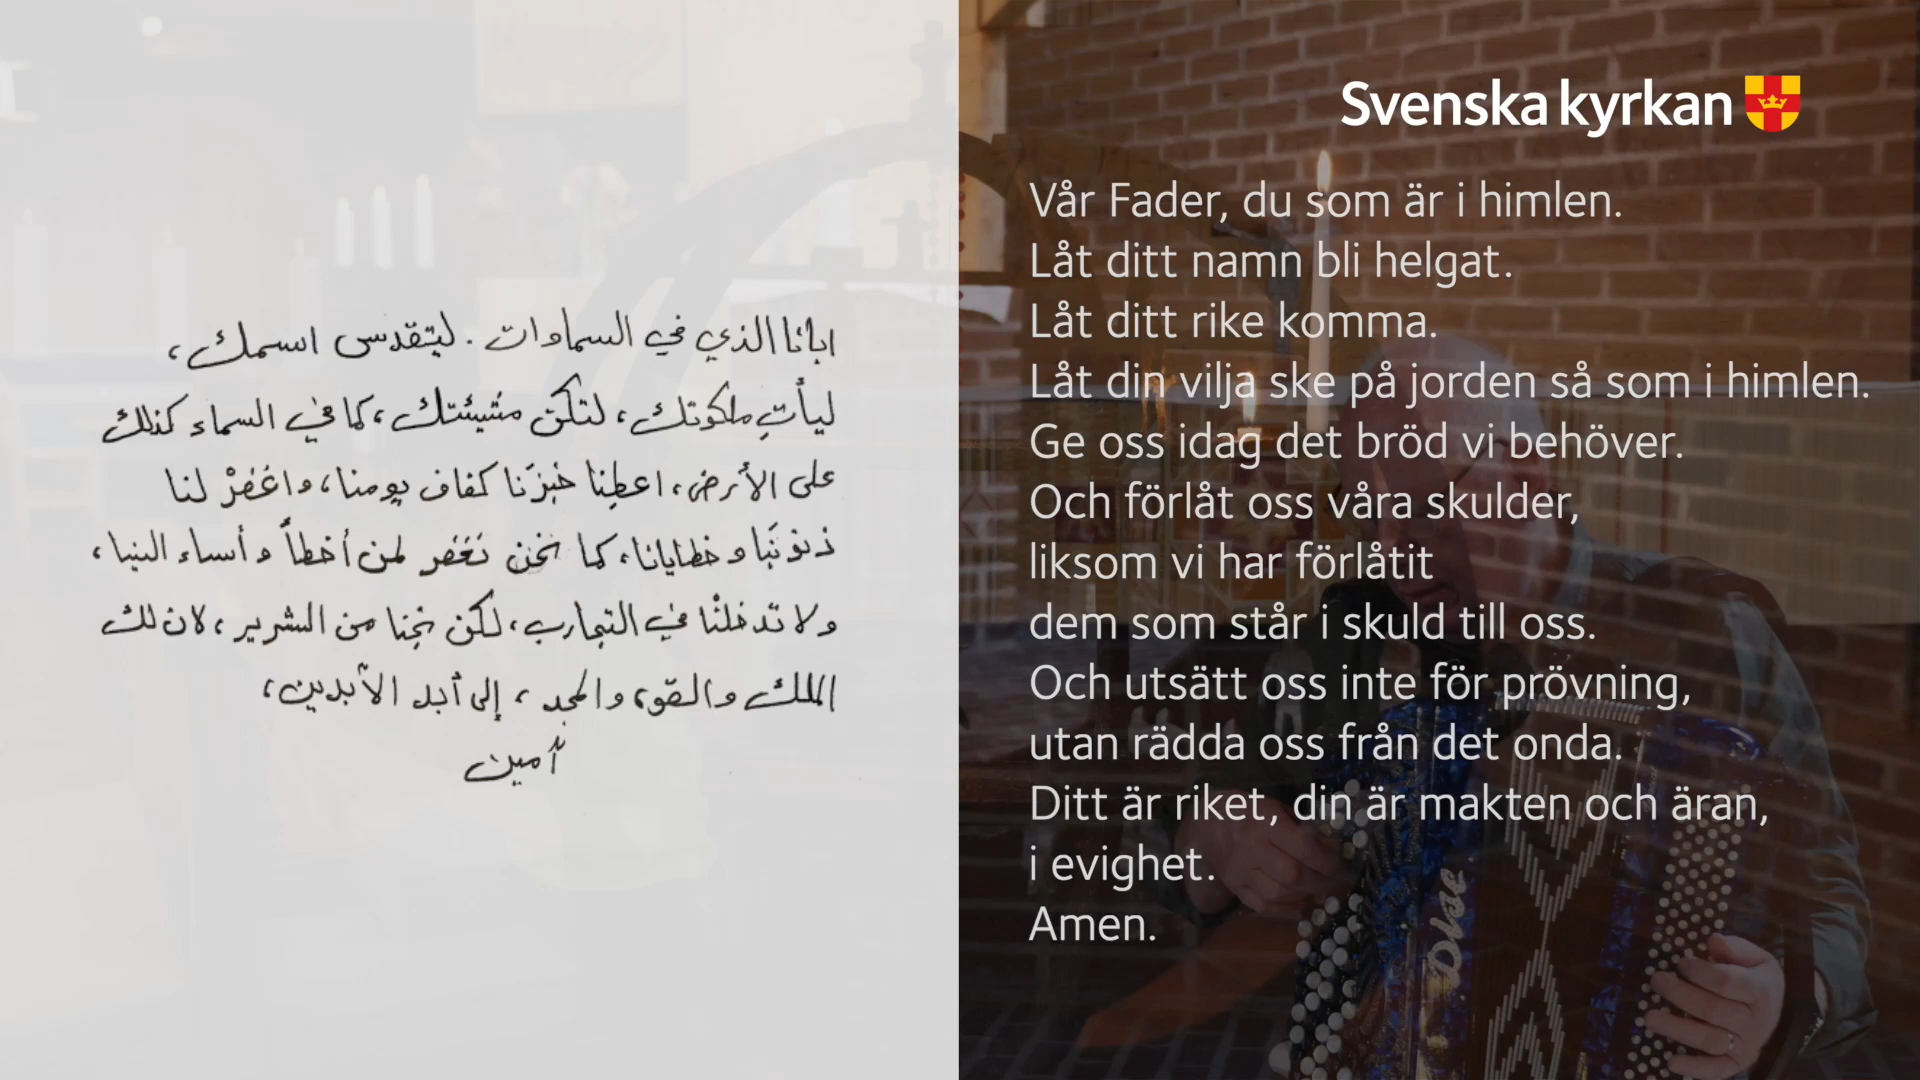 ابانا الذي في السماوات. ليتقدس اسمك،
ليأتِ ملكوتك، لتكن مشيئتك، كما في السماء كذلك
على الأرض، اعطِنا خبزَنا كفاف يومنا، واغفرْ لنا
ذنوبَنا وخطايانا، كما نحن نغفر لمن أخطأ وأساء الينا،
ولا تدخلنْا في التجارب، لكن نجِنا من الشرير، لان لك
الملك والقوة والمجد، إلى أبد الآبدين،
آمين
Svenska kyrkan
Vår Fader, du som är i himlen.
Låt ditt namn bli helgat.
Låt ditt rike komma.
Låt din vilja ske på jorden så som i himlen.
Ge oss idag det bröd vi behöver.
Och förlåt oss våra skulder,
liksom vi har förlåtit
dem som står i skuld till oss.
Och utsätt oss inte för prövning,
utan rädda oss från det onda.
Ditt är riket, din är makten och äran,
i evighet.
Amen.